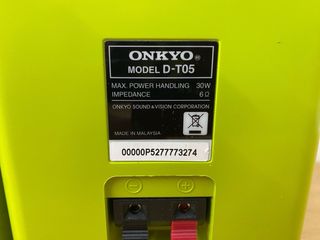 ONKYO®
MODEL D-T05
MAX. POWER HANDLING 30W
IMPEDANCE 6Ω
ONKYO SOUND & VISION CORPORATION
MADE IN MALAYSIA
00000P5277773274
− +